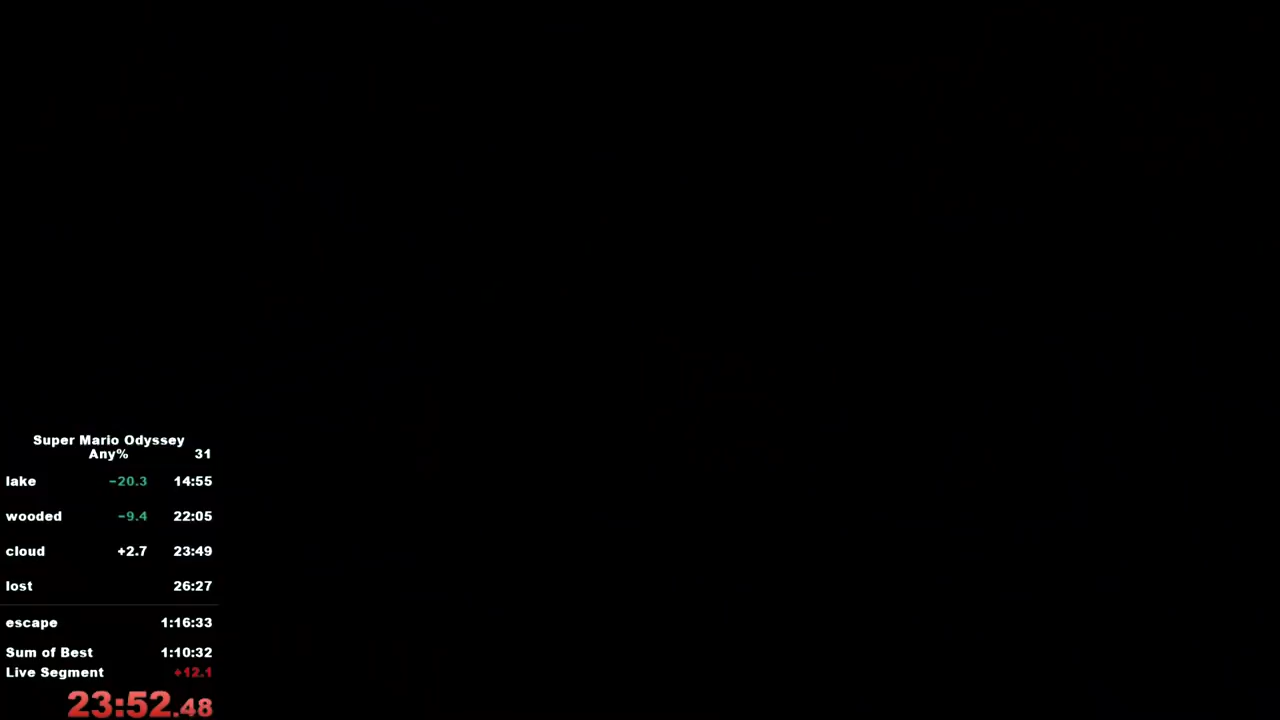 Super Mario Odyssey
Any% 31
lake -20.3 14:55
wooded -9.4 22:05
cloud +2.7 23:49
lost 26:27
escape 1:16:33
Sum of Best 1:10:32
Live Segment +12.1
23:52.48